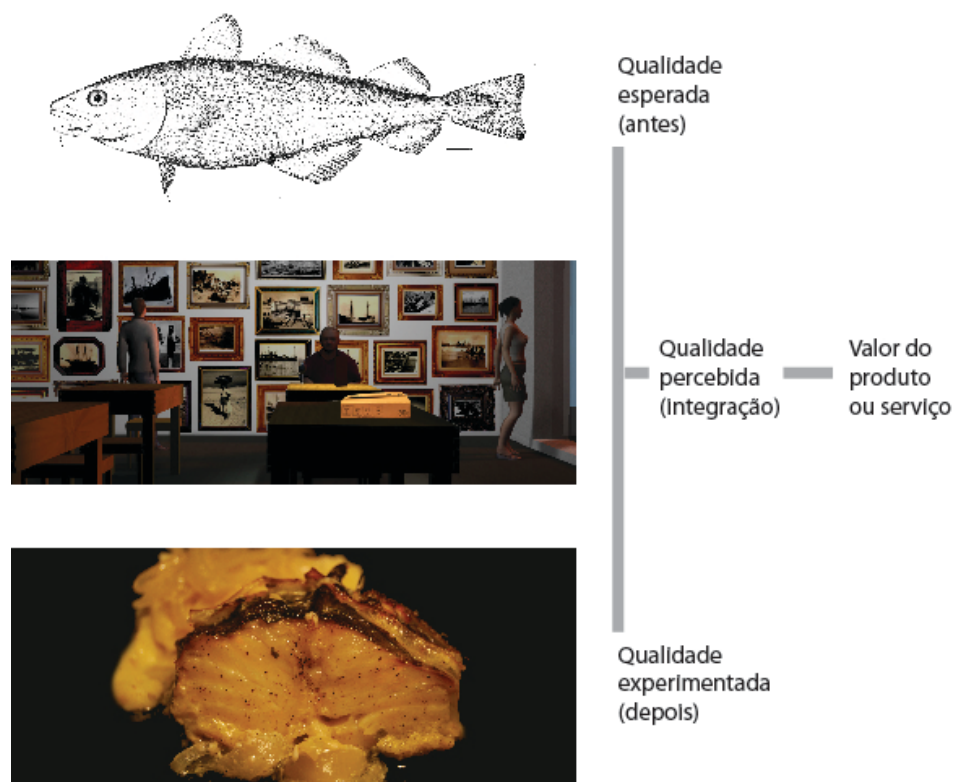 Qualidade
esperada
(antes)
Qualidade
percebida
(integração)
Valor do
produto
ou serviço
Qualidade
experimentada
(depois)